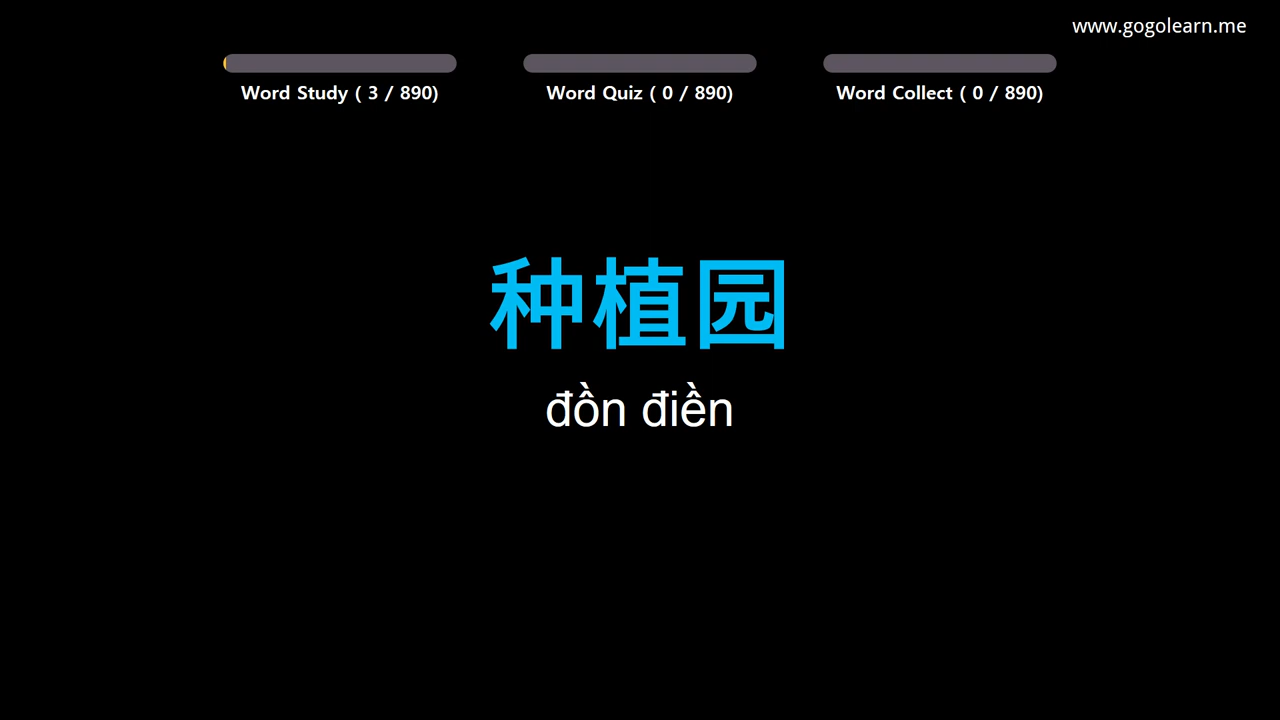 www.gogolearn.me
Word Study ( 3 / 890)
Word Quiz ( 0 / 890)
Word Collect ( 0 / 890)
种植园
đồn điền